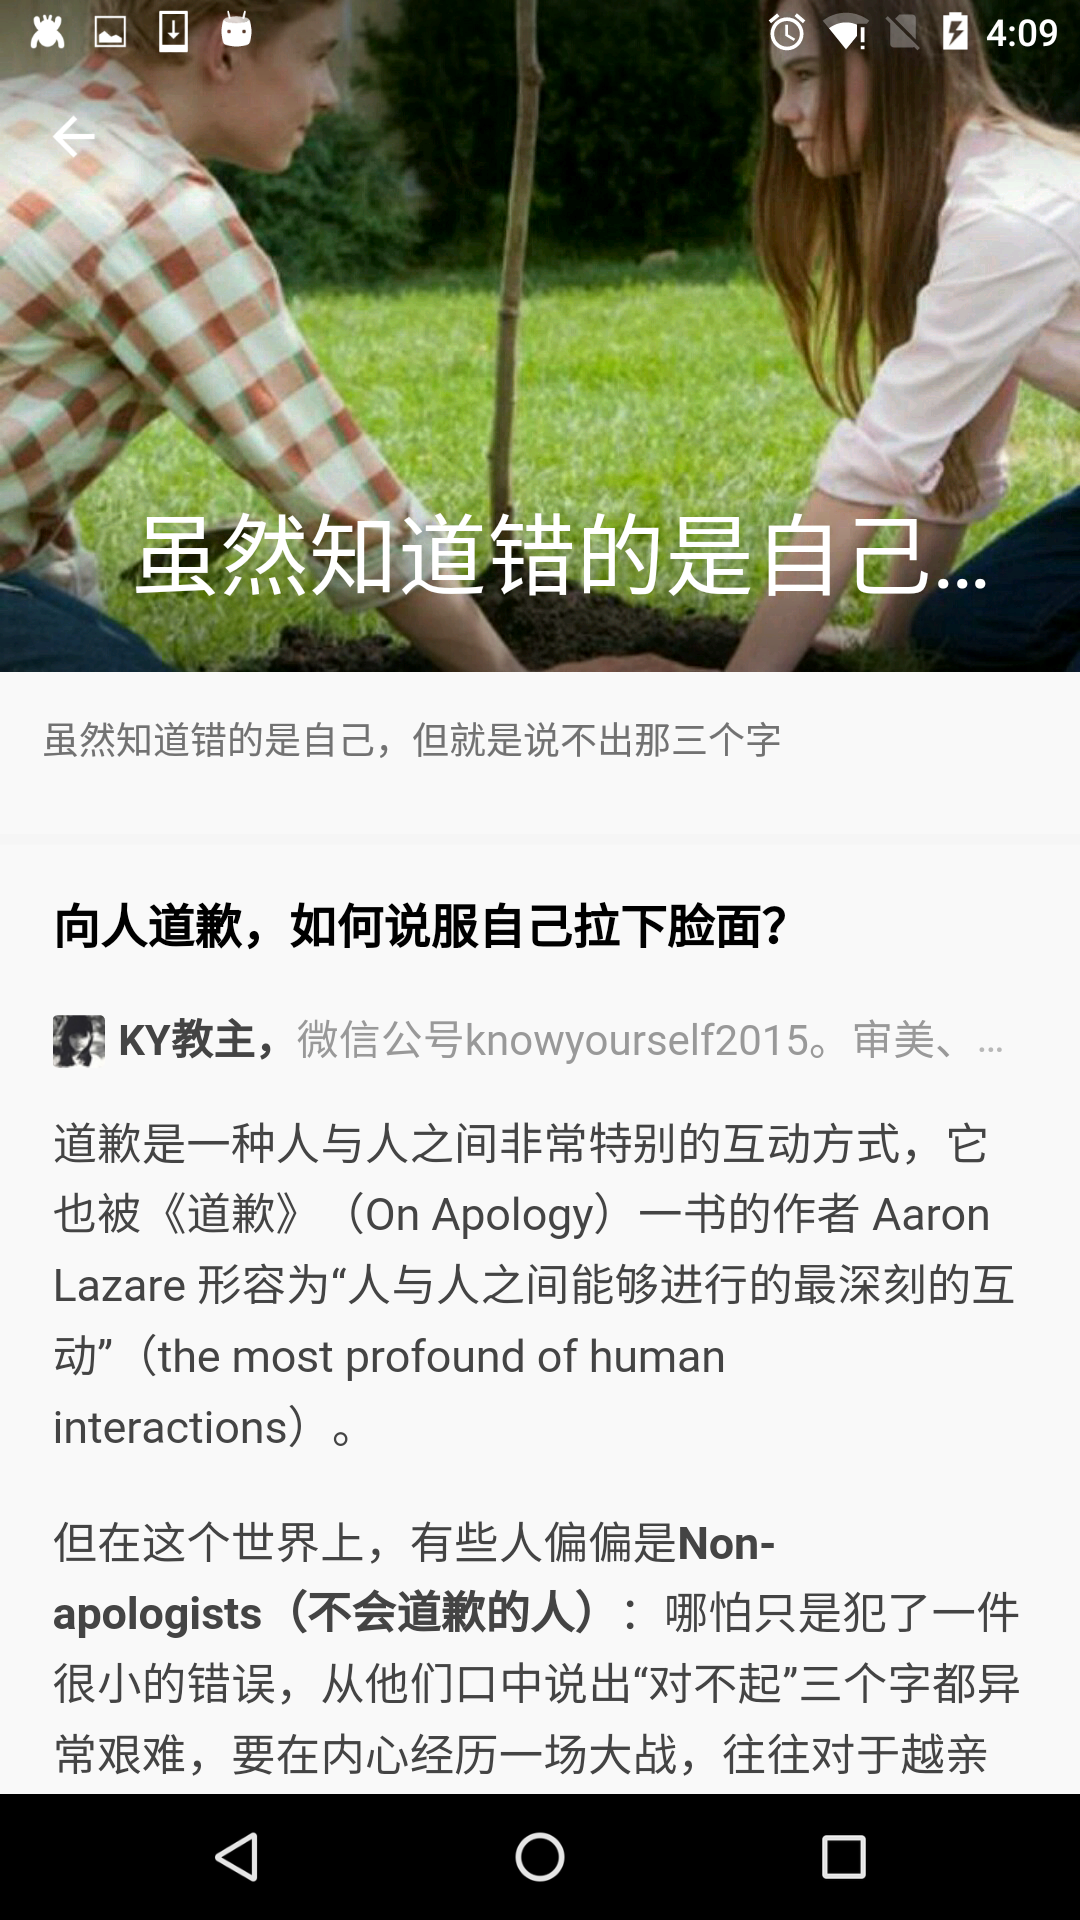 4:09
虽然知道错的是自己...
虽然知道错的是自己，但就是说不出那三个字
向人道歉，如何说服自己拉下脸面？
KY教主，微信公号knowyourself2015。审美、...
道歉是一种人与人之间非常特别的互动方式，它
也被《道歉》（On Apology）一书的作者 Aaron
Lazare 形容为“人与人之间能够进行的最深刻的互
动”（the most profound of human
interactions）。
但在这个世界上，有些人偏偏是Non-
apologists（不会道歉的人）：哪怕只是犯了一件
很小的错误，从他们口中说出“对不起”三个字都异
常艰难，要在内心经历一场大战，往往对于越亲